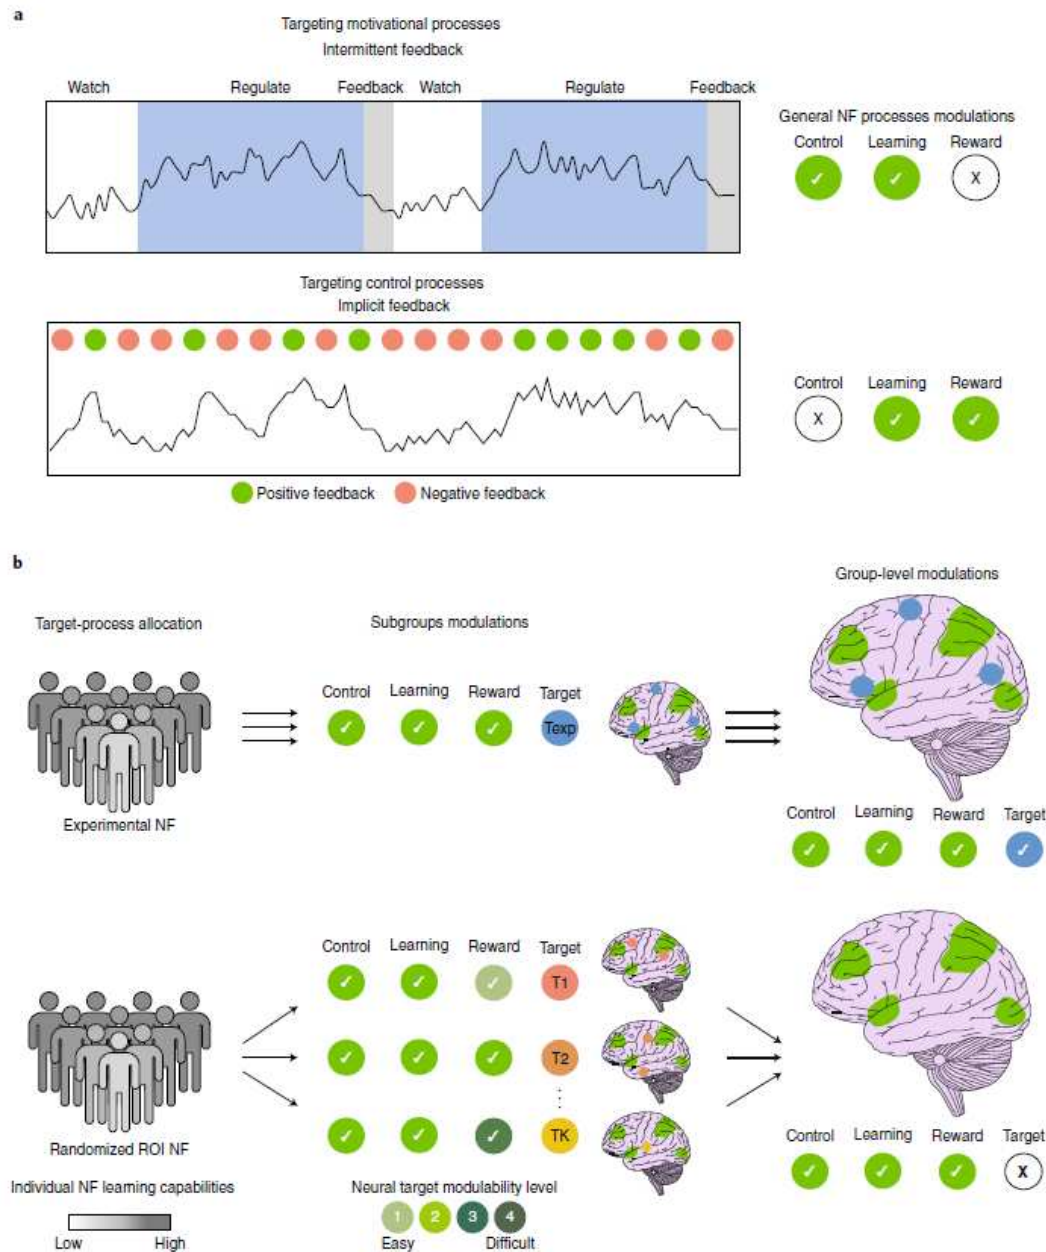 a
Targeting motivational processes
Intermittent feedback
Watch Regulate Feedback Watch Regulate Feedback
General NF processes modulations
Control Learning Reward
✓ ✓ X
Targeting control processes
Implicit feedback
Control Learning Reward
X ✓ ✓
Positive feedback Negative feedback
b
Group-level modulations
Target-process allocation Subgroups modulations
Control Learning Reward Target
✓ ✓ ✓ Texp
Experimental NF
Control Learning Reward Target
✓ ✓ ✓ ✓
Control Learning Reward Target
✓ ✓ ✓ T1
✓ ✓ ✓ T2
✓ ✓ ✓ TK
Randomized ROI NF
Control Learning Reward Target
✓ ✓ ✓ X
Individual NF learning capabilities
Low High
Neural target modulability level
1 2 3 4
Easy Difficult